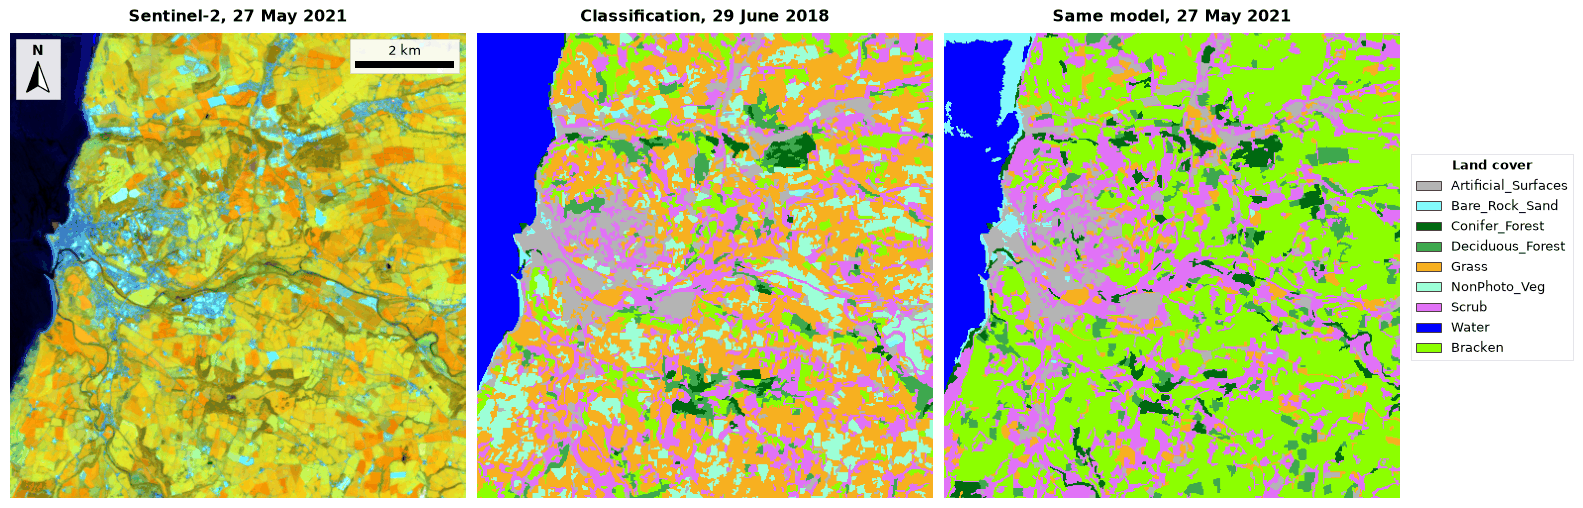 Sentinel-2, 27 May 2021
Classification, 29 June 2018
Same model, 27 May 2021
N
2 km
Land cover
Artificial_Surfaces
Bare_Rock_Sand
Conifer_Forest
Deciduous_Forest
Grass
NonPhoto_Veg
Scrub
Water
Bracken